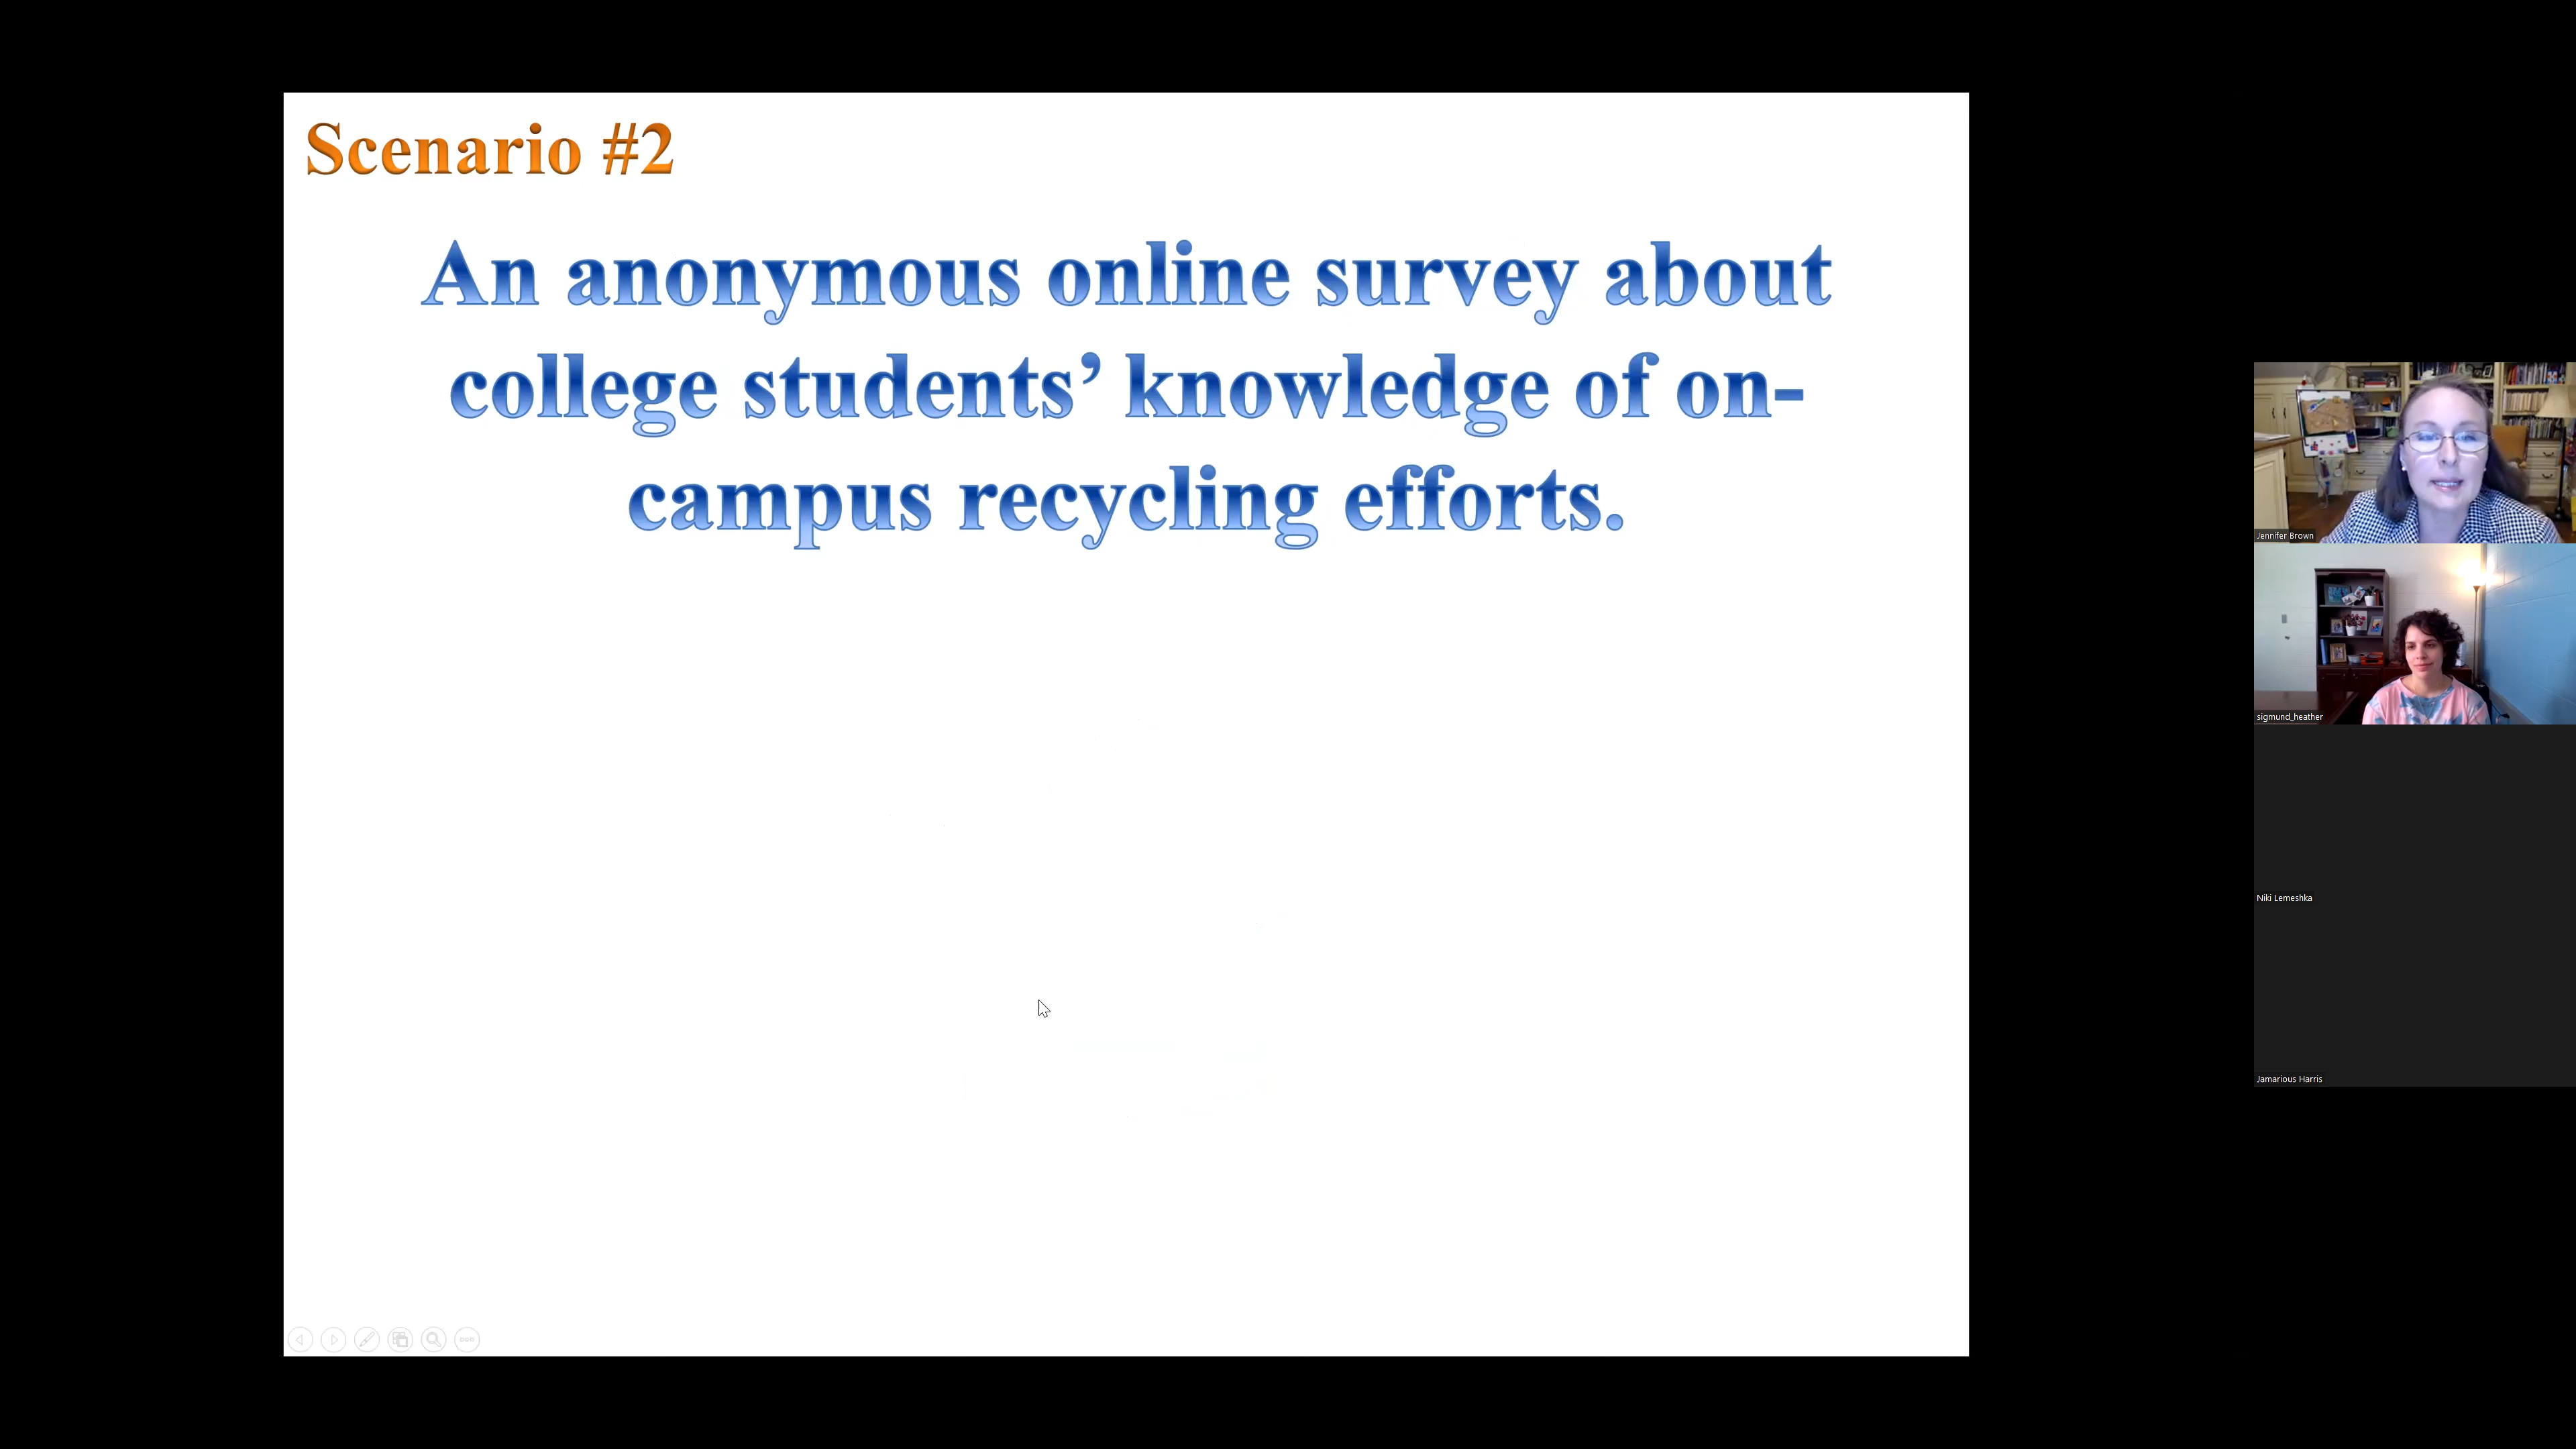 Scenario #2
An anonymous online survey about
college students’ knowledge of on-
campus recycling efforts.
Jennifer Brown
sigmund_heather
Niki Lemeshka
Jamarious Harris